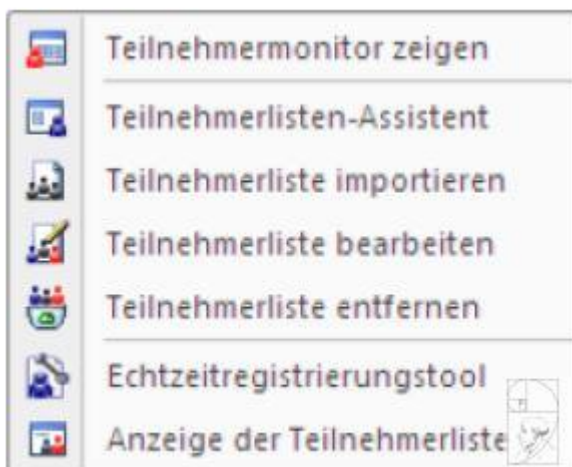 Teilnehmermonitor zeigen
Teilnehmerlisten-Assistent
Teilnehmerliste importieren
Teilnehmerliste bearbeiten
Teilnehmerliste entfernen
Echtzeitregistrierungstool
Anzeige der Teilnehmerliste